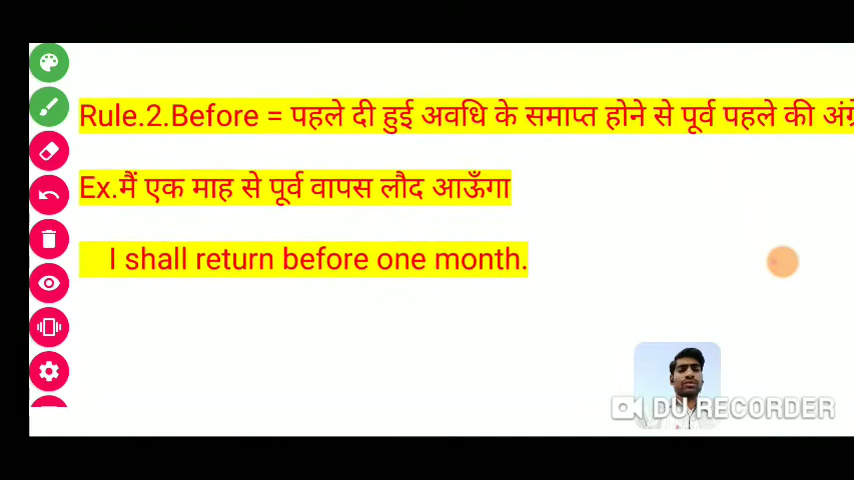 Rule.2.Before = पहले दी हुई अवधि के समाप्त होने से पूर्व पहले की
Ex.मैं एक माह से पूर्व वापस लौद आऊँगा
I shall return before one month.
DU RECORDER